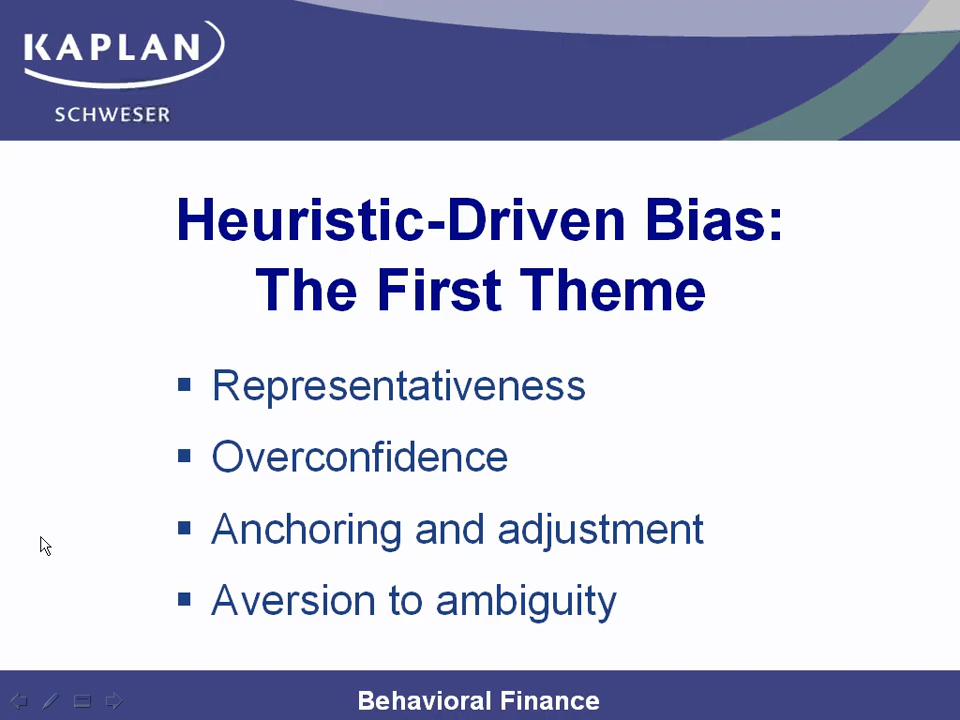 KAPLAN
SCHWESER
Heuristic-Driven Bias:
The First Theme
Representativeness
Overconfidence
Anchoring and adjustment
Aversion to ambiguity
Behavioral Finance